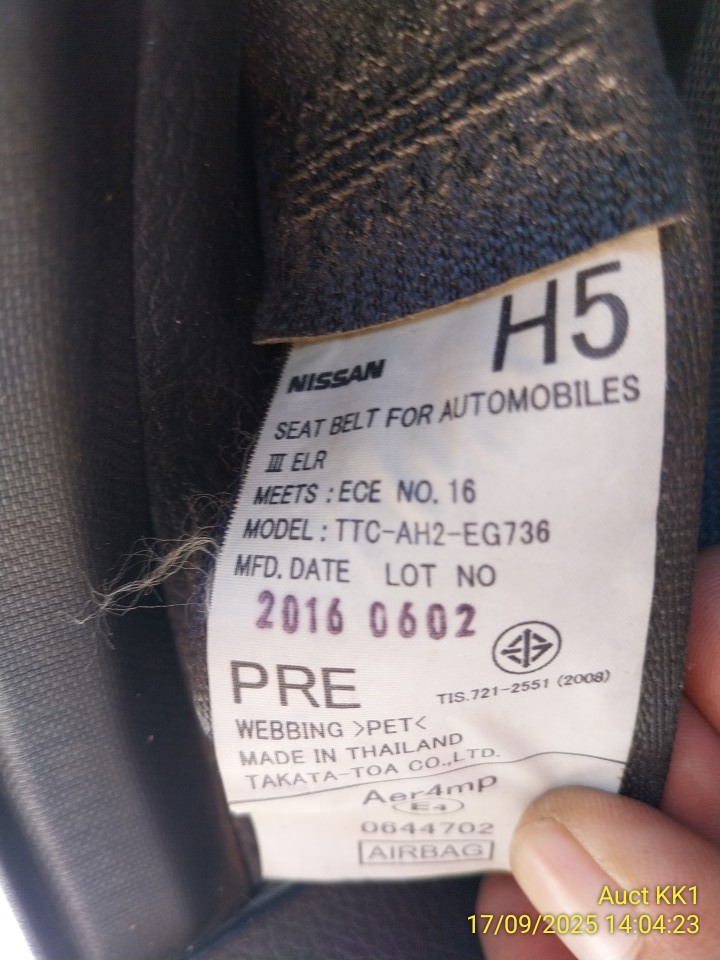 H5
NISSAN
SEAT BELT FOR AUTOMOBILES
III ELR
MEETS : ECE NO. 16
MODEL : TTC-AH2-EG736
MFD. DATE LOT NO
2016 0602
PRE
TIS.721-2551 (2008)
WEBBING >PET<
MADE IN THAILAND
TAKATA-TOA CO.,LTD.
Aer4mp
E4
0644702
AIRBAG
Auct KK1
17/09/2025 14:04:23